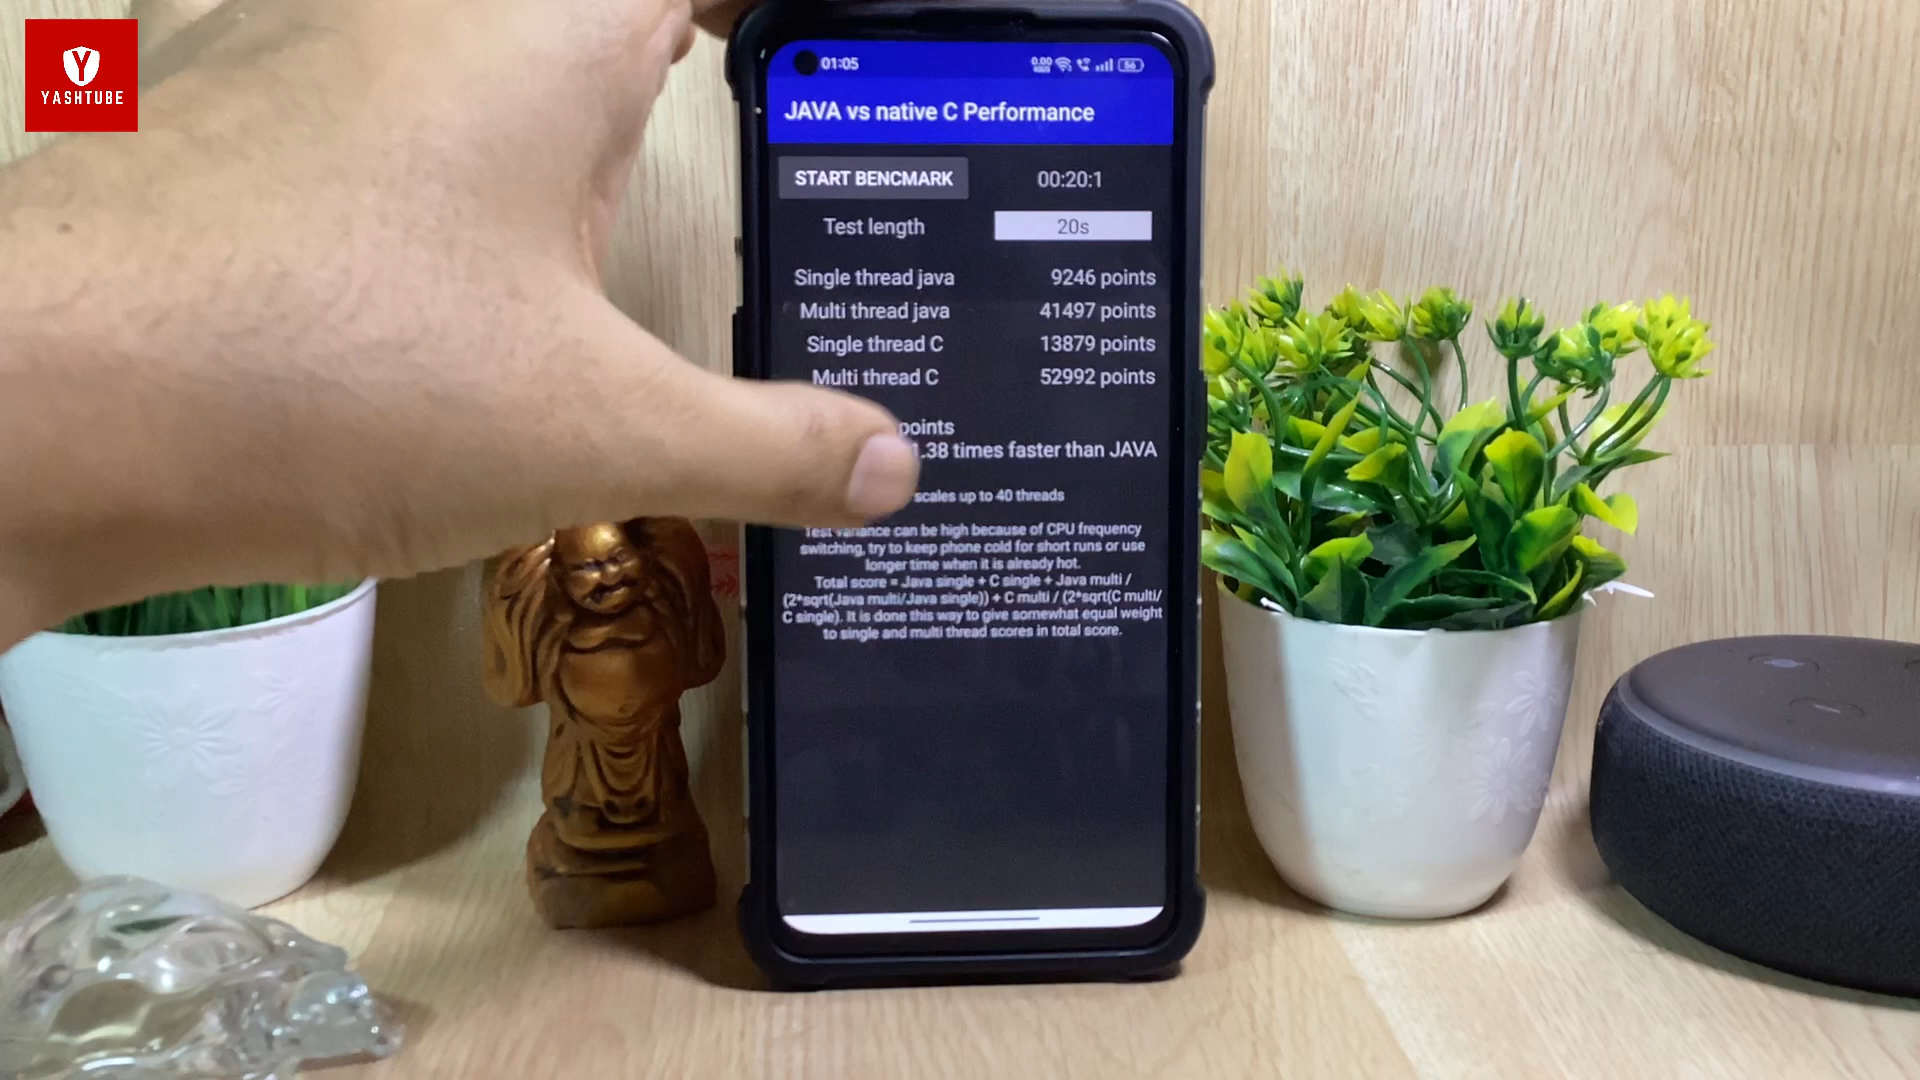 Y
YASHTUBE
01:05
0.00
56
JAVA vs native C Performance
START BENCMARK 00:20:1
Test length 20s
Single thread java 9246 points
Multi thread java 41497 points
Single thread C 13879 points
Multi thread C 52992 points
points
1.38 times faster than JAVA
scales up to 40 threads
Test variance can be high because of CPU frequency
switching, try to keep phone cold for short runs or use
longer time when it is already hot.
Total score = Java single + C single + Java multi /
(2*sqrt(Java multi/Java single)) + C multi / (2*sqrt(C multi/
C single). It is done this way to give somewhat equal weight
to single and multi thread scores in total score.